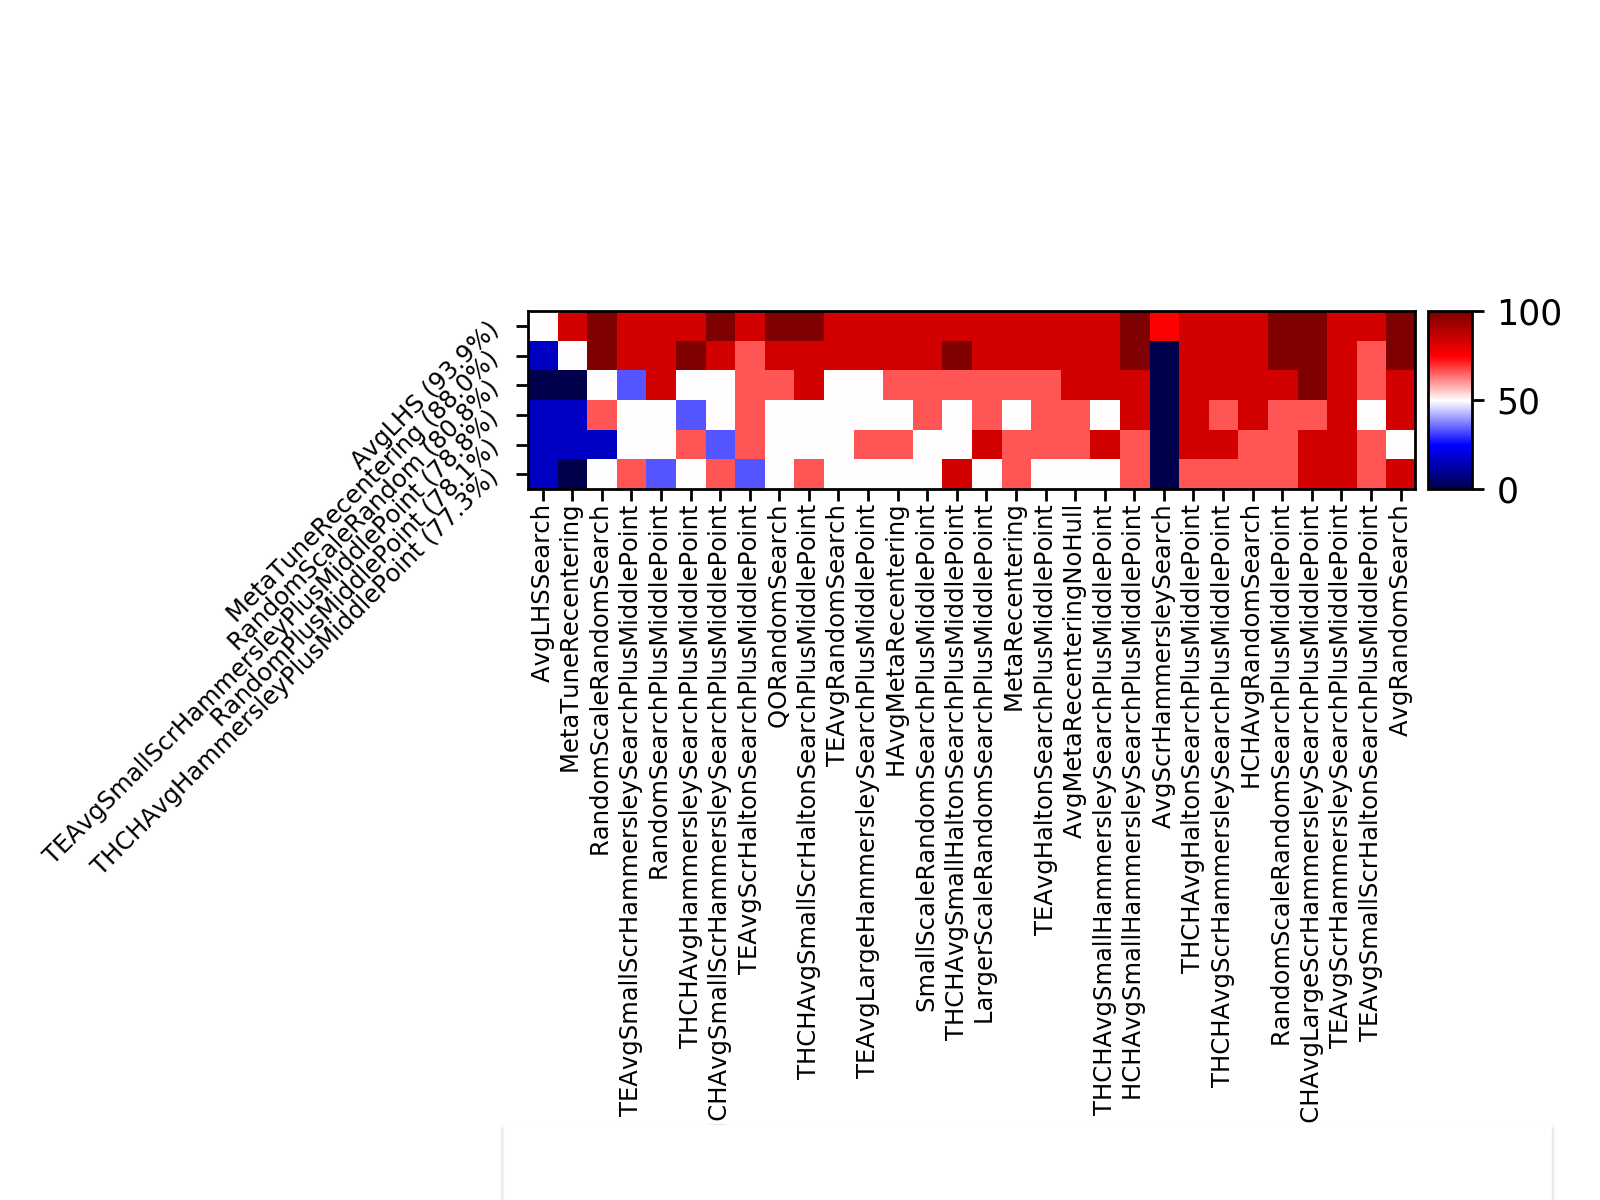 AvgLHS (93.9%)
MetaTuneRecentering (88.0%)
RandomScaleRandom (80.8%)
TEAvgSmallScrHammersleyPlusMiddlePoint (78.8%)
RandomPlusMiddlePoint (78.1%)
THCHAvgHammersleyPlusMiddlePoint (77.3%)
100
50
0
AvgLHSSearch
MetaTuneRecentering
RandomScaleRandomSearch
TEAvgSmallScrHammersleySearchPlusMiddlePoint
RandomSearchPlusMiddlePoint
THCHAvgHammersleySearchPlusMiddlePoint
CHAvgSmallScrHammersleySearchPlusMiddlePoint
TEAvgScrHaltonSearchPlusMiddlePoint
QORandomSearch
THCHAvgSmallScrHaltonSearchPlusMiddlePoint
TEAvgRandomSearch
TEAvgLargeHammersleySearchPlusMiddlePoint
HAvgMetaRecentering
SmallScaleRandomSearchPlusMiddlePoint
THCHAvgSmallHaltonSearchPlusMiddlePoint
LargerScaleRandomSearchPlusMiddlePoint
MetaRecentering
TEAvgHaltonSearchPlusMiddlePoint
AvgMetaRecenteringNoHull
THCHAvgSmallHammersleySearchPlusMiddlePoint
HCHAvgSmallHammersleySearchPlusMiddlePoint
AvgScrHammersleySearch
THCHAvgHaltonSearchPlusMiddlePoint
THCHAvgScrHammersleySearchPlusMiddlePoint
HCHAvgRandomSearch
RandomScaleRandomSearchPlusMiddlePoint
CHAvgLargeScrHammersleySearchPlusMiddlePoint
TEAvgScrHammersleySearchPlusMiddlePoint
TEAvgSmallScrHaltonSearchPlusMiddlePoint
AvgRandomSearch